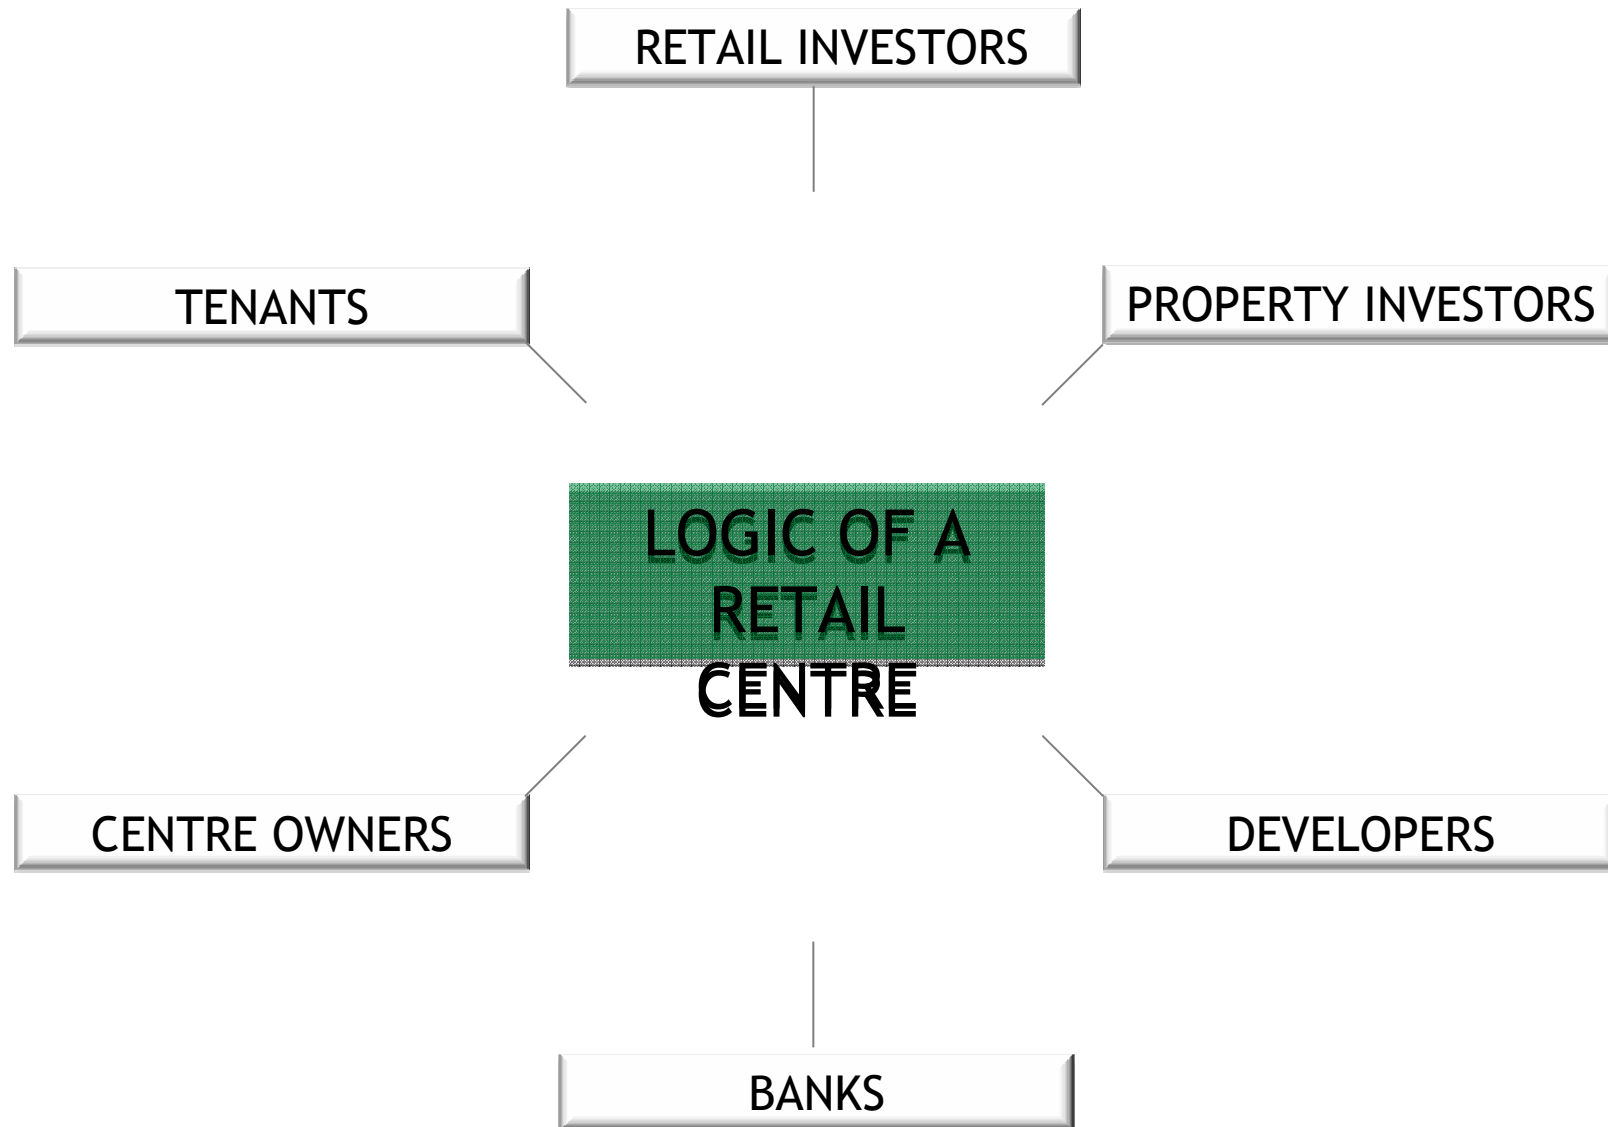 RETAIL INVESTORS
TENANTS
PROPERTY INVESTORS
LOGIC OF A
RETAIL
CENTRE
CENTRE OWNERS
DEVELOPERS
BANKS